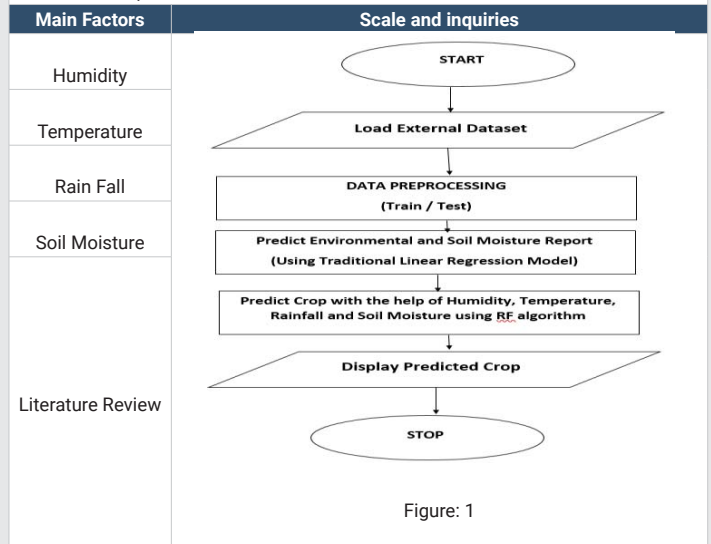 Main Factors
Scale and inquiries
Humidity
Temperature
Rain Fall
Soil Moisture
Literature Review
START
Load External Dataset
DATA PREPROCESSING
(Train / Test)
Predict Environmental and Soil Moisture Report
(Using Traditional Linear Regression Model)
Predict Crop with the help of Humidity, Temperature,
Rainfall and Soil Moisture using RF algorithm
Display Predicted Crop
STOP
Figure: 1